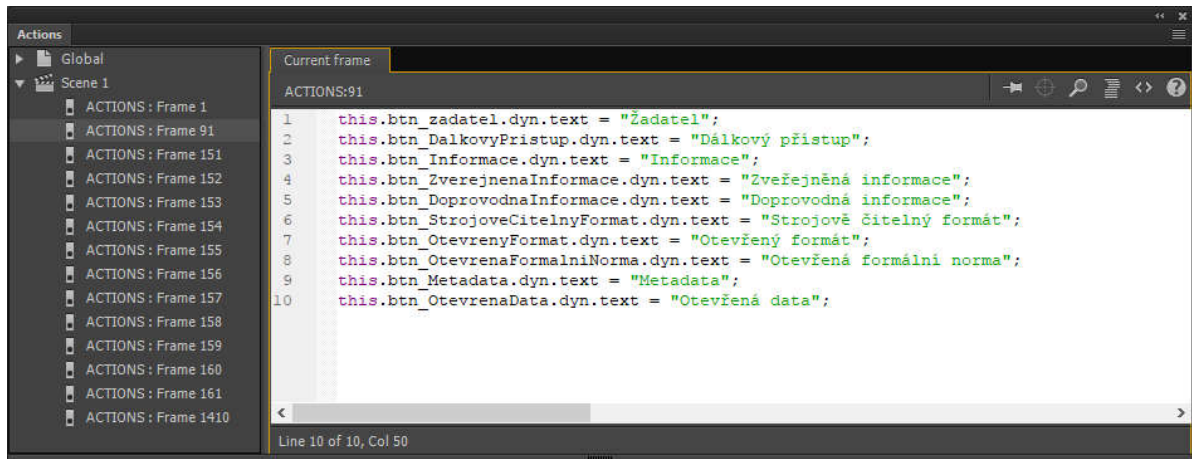 Actions
Global
Scene 1
ACTIONS : Frame 1
ACTIONS : Frame 91
ACTIONS : Frame 151
ACTIONS : Frame 152
ACTIONS : Frame 153
ACTIONS : Frame 154
ACTIONS : Frame 155
ACTIONS : Frame 156
ACTIONS : Frame 157
ACTIONS : Frame 158
ACTIONS : Frame 159
ACTIONS : Frame 160
ACTIONS : Frame 161
ACTIONS : Frame 1410
Current frame
ACTIONS:91
1 this.btn_zadatel.dyn.text = "Žadatel";
2 this.btn_DalkovyPristup.dyn.text = "Dálkový přístup";
3 this.btn_Informace.dyn.text = "Informace";
4 this.btn_ZverejnenaInformace.dyn.text = "Zveřejněná informace";
5 this.btn_DoprovodnaInformace.dyn.text = "Doprovodná informace";
6 this.btn_StrojoveCitelnyFormat.dyn.text = "Strojově čitelný formát";
7 this.btn_OtevrenyFormat.dyn.text = "Otevřený formát";
8 this.btn_OtevrenaFormalniNorma.dyn.text = "Otevřená formální norma";
9 this.btn_Metadata.dyn.text = "Metadata";
10 this.btn_OtevrenaData.dyn.text = "Otevřená data";
Line 10 of 10, Col 50